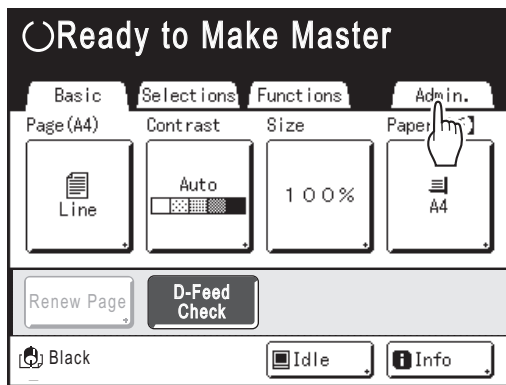 Ready to Make Master
Basic Selections Functions Admin.
Page(A4) Contrast Size Paper
Line Auto 100% A4
Renew Page D-Feed Check
Black Idle Info